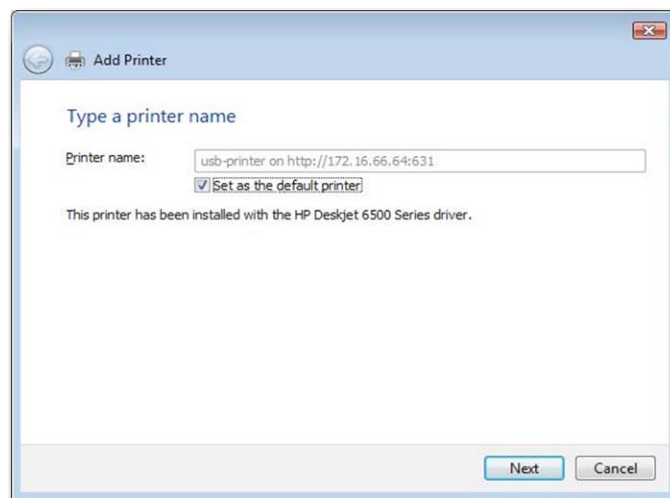 Add Printer
Type a printer name
Printer name:
usb-printer on http://172.16.66.64:631
Set as the default printer
This printer has been installed with the HP Deskjet 6500 Series driver.
Next
Cancel